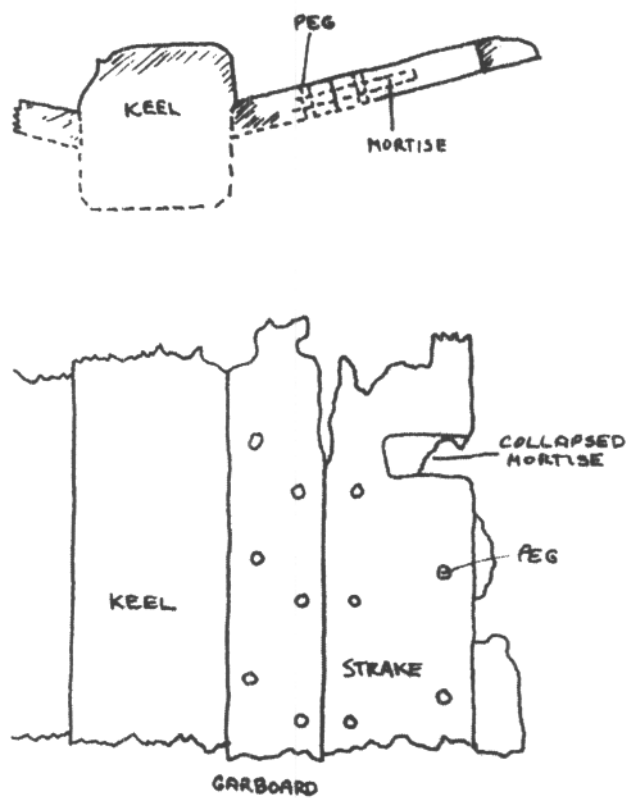 PEG
KEEL
MORTISE
COLLAPSED
MORTISE
PEG
KEEL
STRAKE
GARBOARD